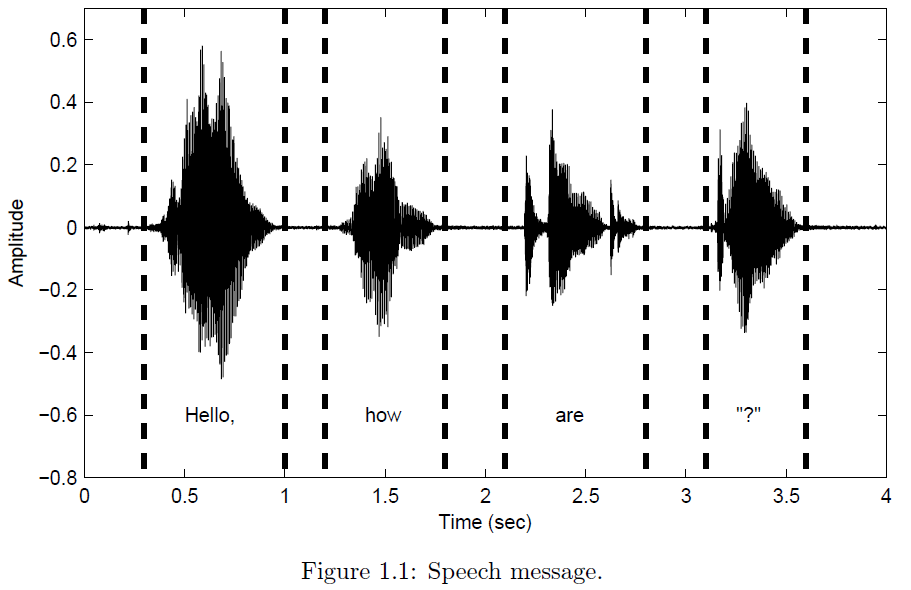 0.6
0.4
0.2
0
−0.2
−0.4
−0.6
−0.8
Amplitude
Hello, how are "?"
0 0.5 1 1.5 2 2.5 3 3.5 4
Time (sec)
Figure 1.1: Speech message.